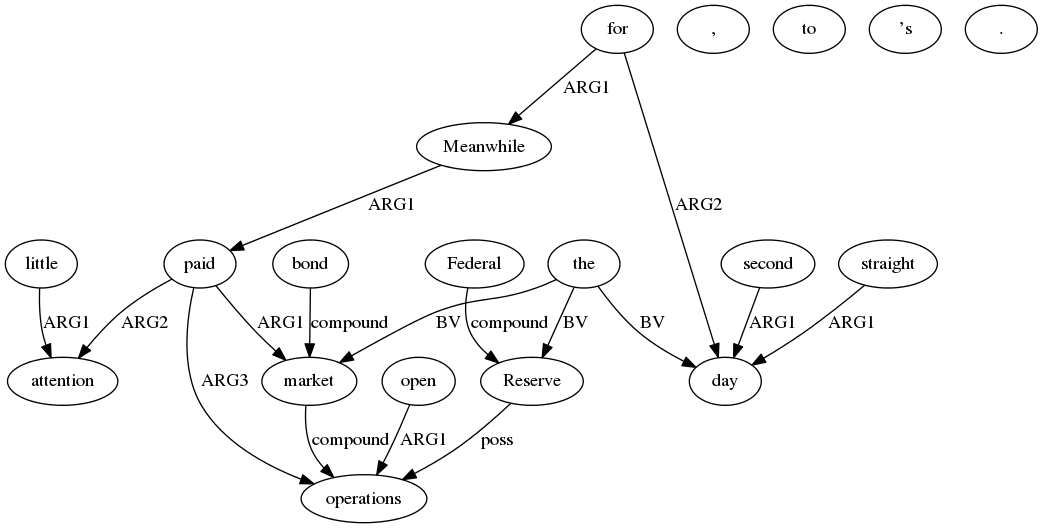 for , to ’s .
ARG1
Meanwhile
ARG1 ARG2
little paid bond Federal the second straight
ARG1 ARG2 ARG1 compound BV compound BV BV ARG1 ARG1
attention ARG3 market open Reserve day
compound ARG1 poss
operations